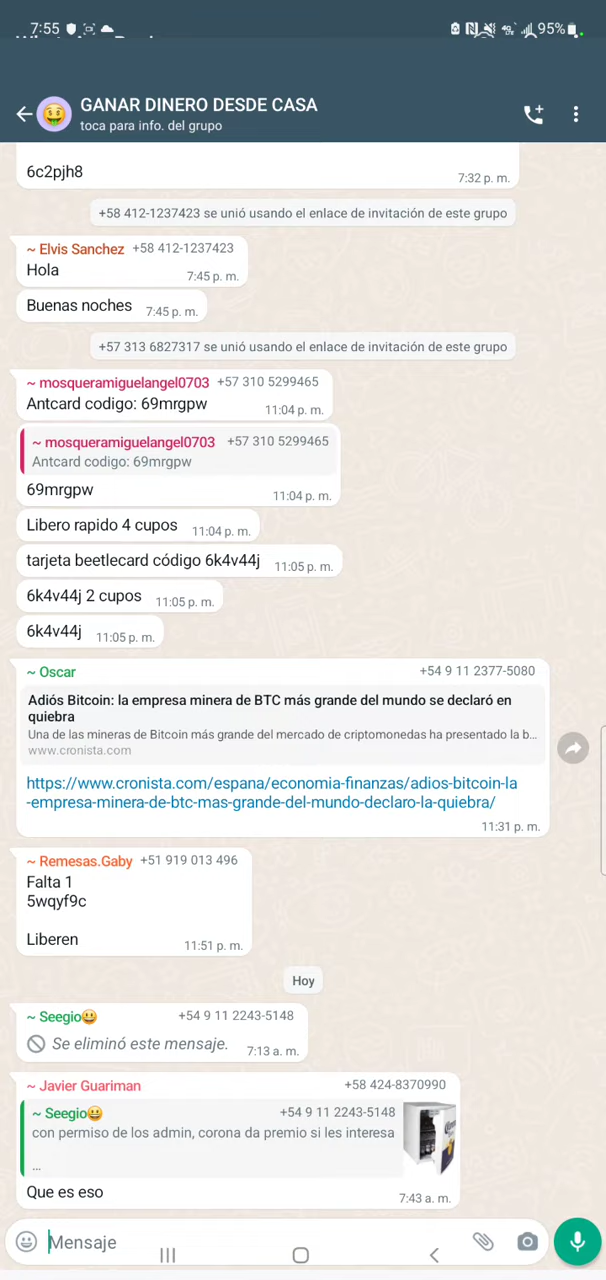 7:55
95%
GANAR DINERO DESDE CASA
toca para info. del grupo
6c2pjh8
7:32 p. m.
+58 412-1237423 se unió usando el enlace de invitación de este grupo
~ Elvis Sanchez +58 412-1237423
Hola
7:45 p. m.
Buenas noches 7:45 p. m.
+57 313 6827317 se unió usando el enlace de invitación de este grupo
~ mosqueramiguelangel0703 +57 310 5299465
Antcard codigo: 69mrgpw
11:04 p. m.
~ mosqueramiguelangel0703 +57 310 5299465
Antcard codigo: 69mrgpw
69mrgpw
11:04 p. m.
Libero rapido 4 cupos 11:04 p. m.
tarjeta beetlecard código 6k4v44j 11:05 p. m.
6k4v44j 2 cupos 11:05 p. m.
6k4v44j 11:05 p. m.
~ Oscar +54 9 11 2377-5080
Adiós Bitcoin: la empresa minera de BTC más grande del mundo se declaró en
quiebra
Una de las mineras de Bitcoin más grande del mercado de criptomonedas ha presentado la b...
www.cronista.com
https://www.cronista.com/espana/economia-finanzas/adios-bitcoin-la
-empresa-minera-de-btc-mas-grande-del-mundo-declaro-la-quiebra/
11:31 p. m.
~ Remesas.Gaby +51 919 013 496
Falta 1
5wqyf9c
Liberen
11:51 p. m.
Hoy
~ Seegio😃 +54 9 11 2243-5148
Se eliminó este mensaje. 7:13 a. m.
~ Javier Guariman +58 424-8370990
~ Seegio😃 +54 9 11 2243-5148
con permiso de los admin, corona da premio si les interesa
...
Que es eso
7:43 a. m.
Mensaje